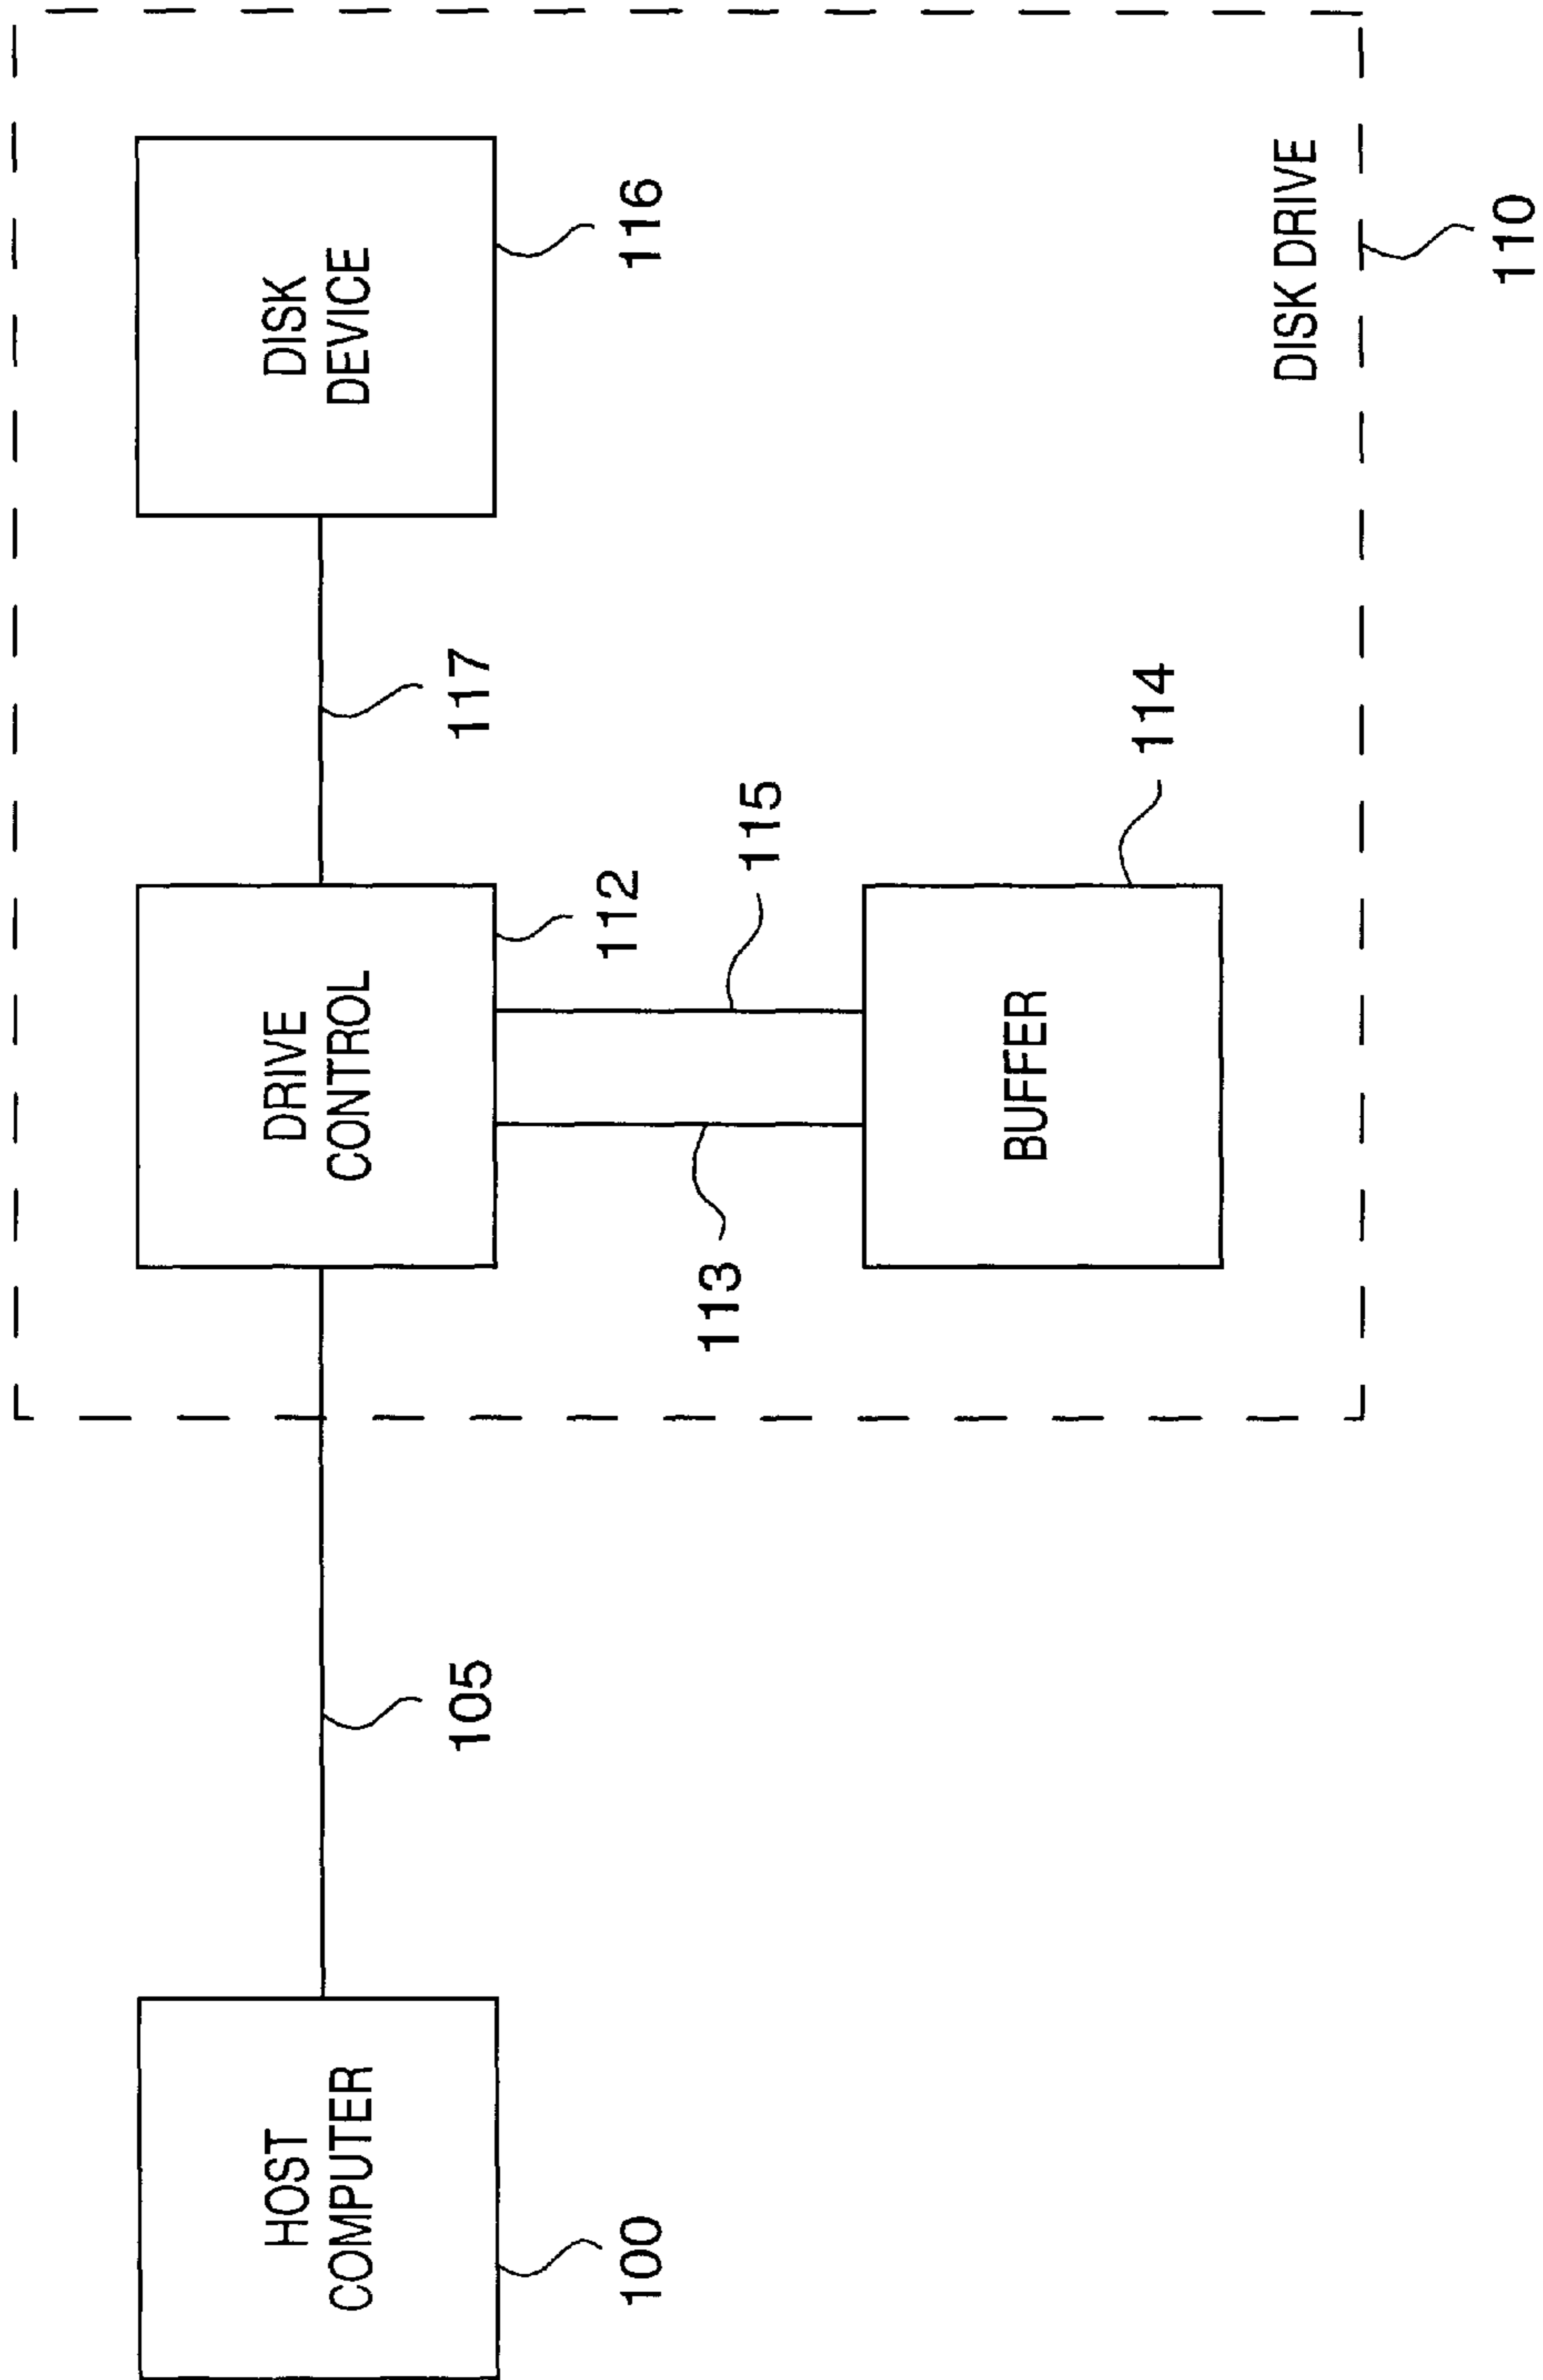 HOST
COMPUTER
100
105
DRIVE
CONTROL
112
117
DISK
DEVICE
116
113
115
BUFFER
114
DISK DRIVE
110